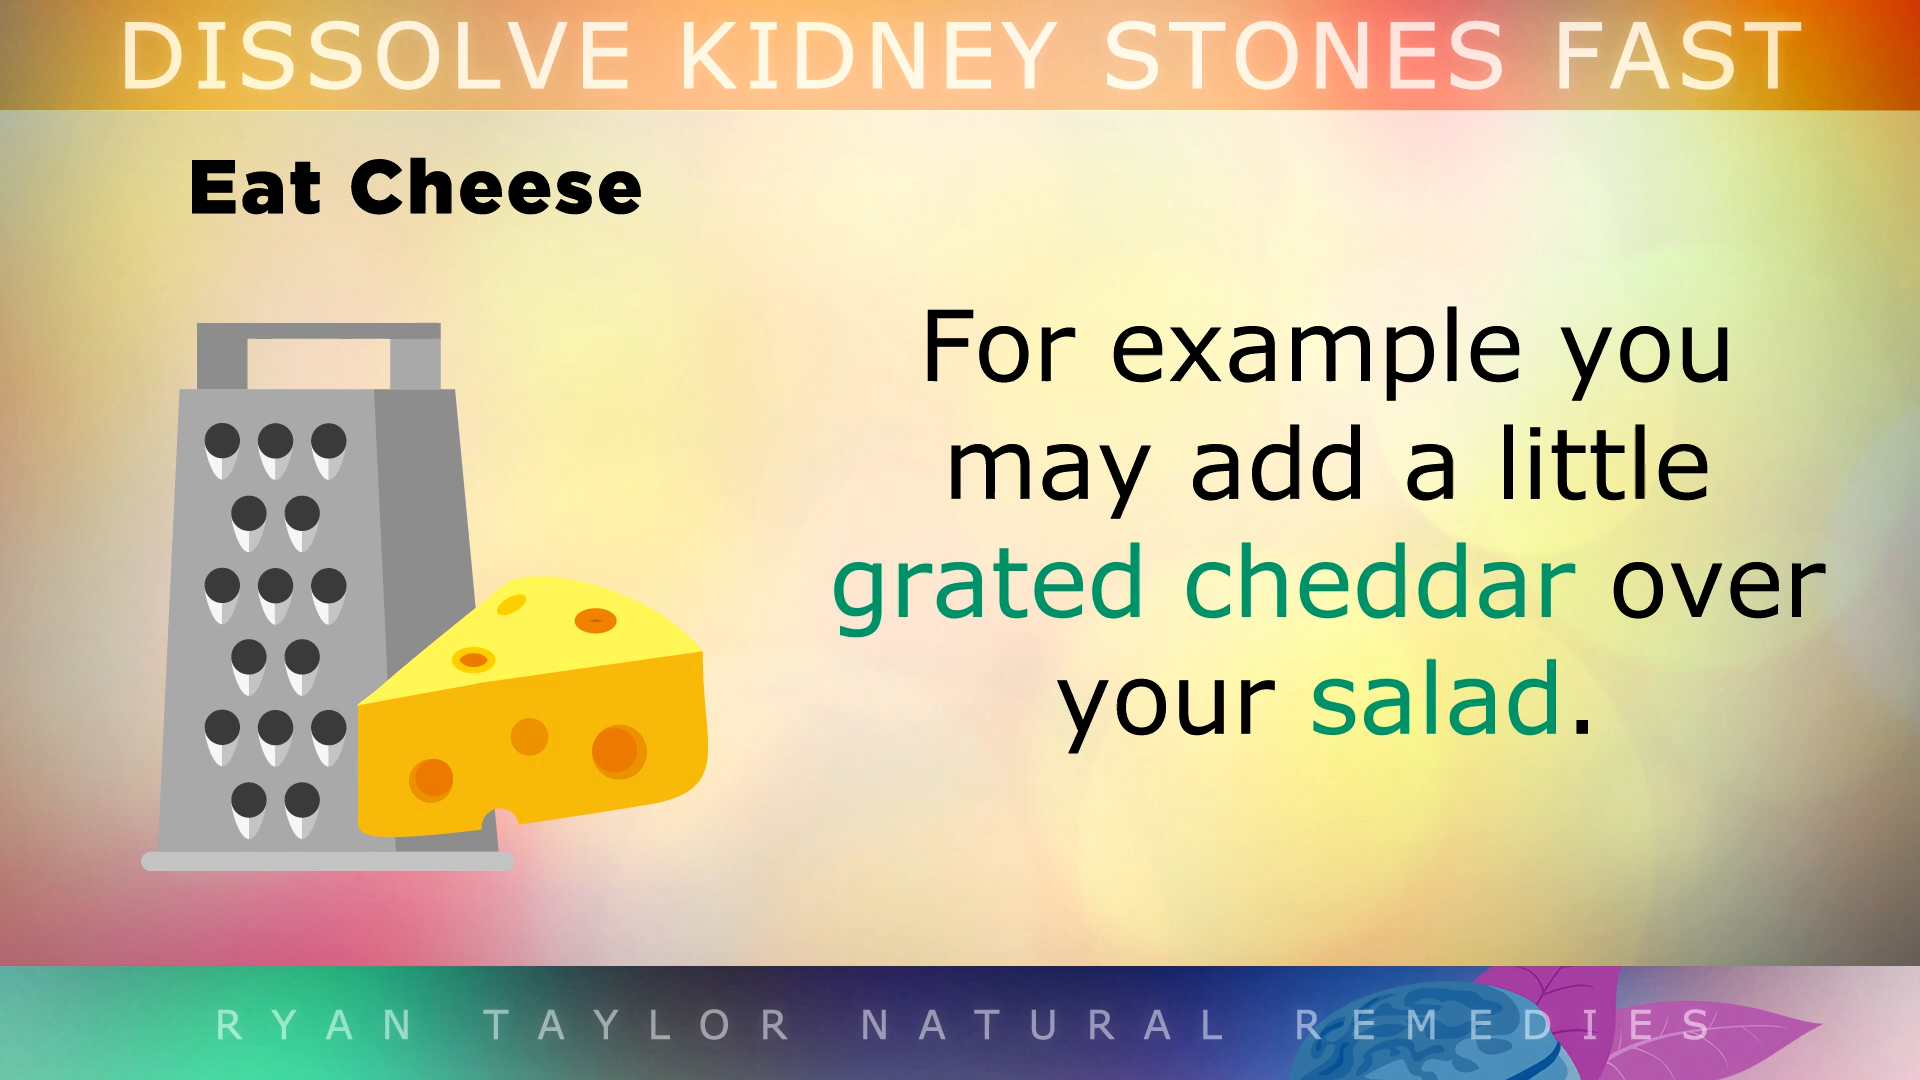 DISSOLVE KIDNEY STONES FAST
Eat Cheese
For example you
may add a little
grated cheddar over
your salad.
RYAN TAYLOR NATURAL REMEDIES